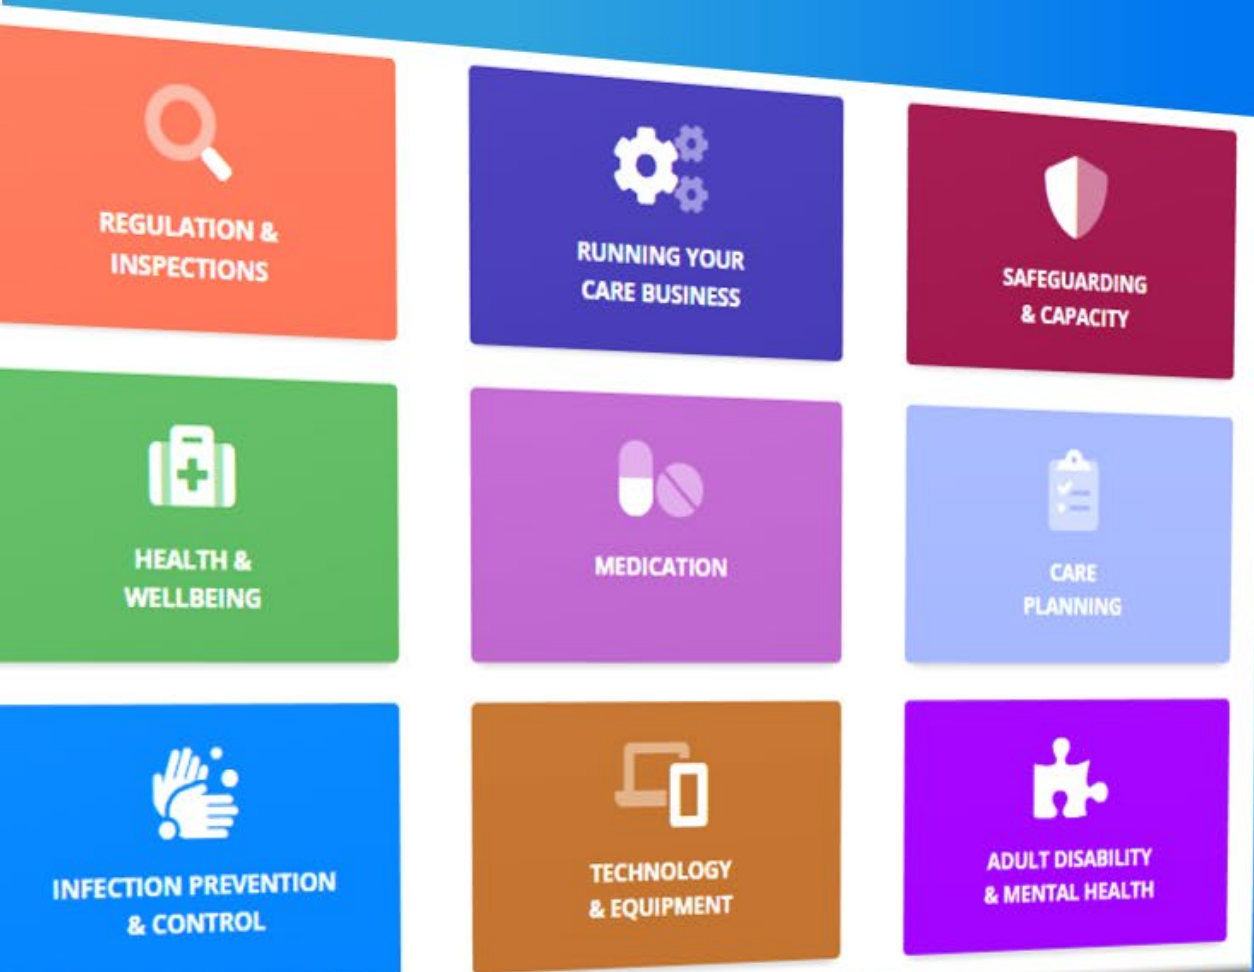 REGULATION &
INSPECTIONS
RUNNING YOUR
CARE BUSINESS
SAFEGUARDING
& CAPACITY
HEALTH &
WELLBEING
MEDICATION
CARE
PLANNING
INFECTION PREVENTION
& CONTROL
TECHNOLOGY
& EQUIPMENT
ADULT DISABILITY
& MENTAL HEALTH